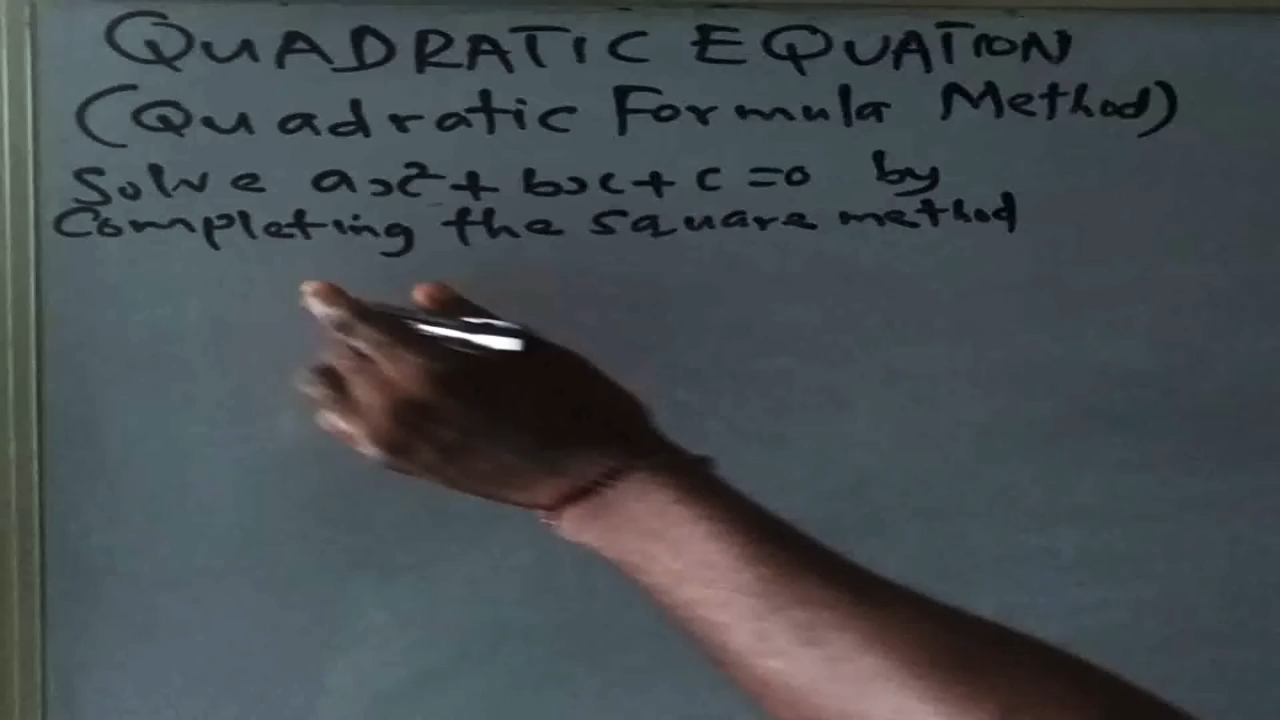 QUADRATIC EQUATION
(Quadratic Formula Method)
Solve ax²+bx+c=0 by
Completing the square method